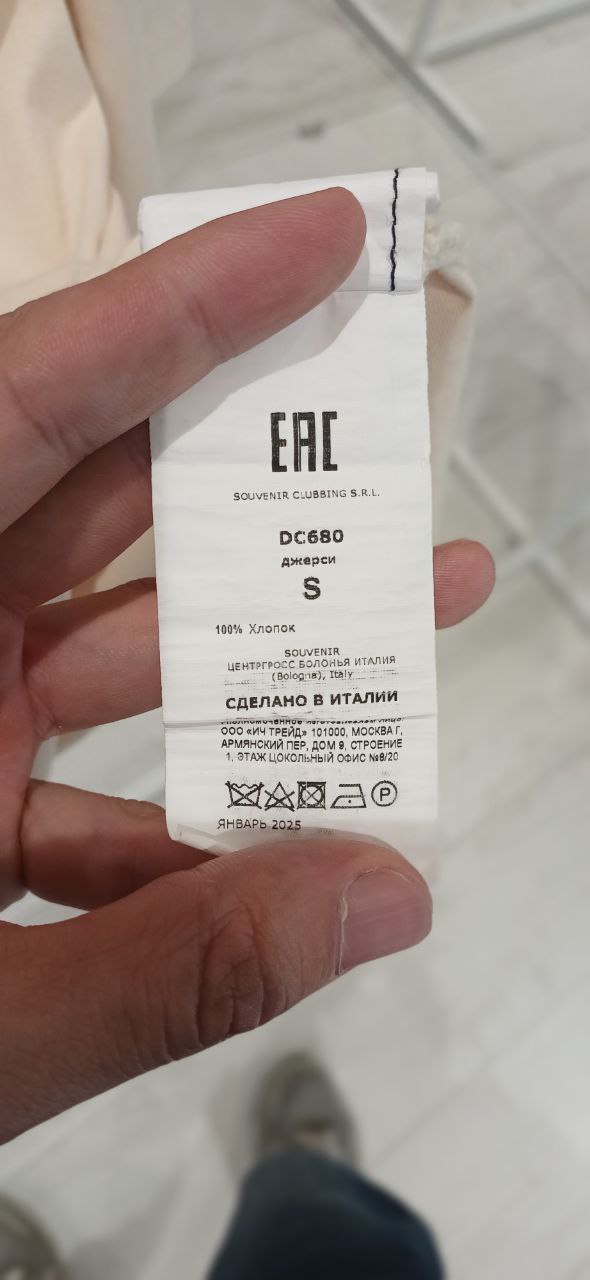 EAC
SOUVENIR CLUBBING S.R.L.
DC680
джерси
S
100% Хлопок
SOUVENIR
ЦЕНТРГРОСС БОЛОНЬЯ ИТАЛИЯ
(Bologna), Italy
СДЕЛАНО В ИТАЛИИ
ООО «ИЧ ТРЕЙД» 101000, МОСКВА Г,
АРМЯНСКИЙ ПЕР, ДОМ 9, СТРОЕНИЕ
1, ЭТАЖ ЦОКОЛЬНЫЙ ОФИС №8/20
P
ЯНВАРЬ 2025